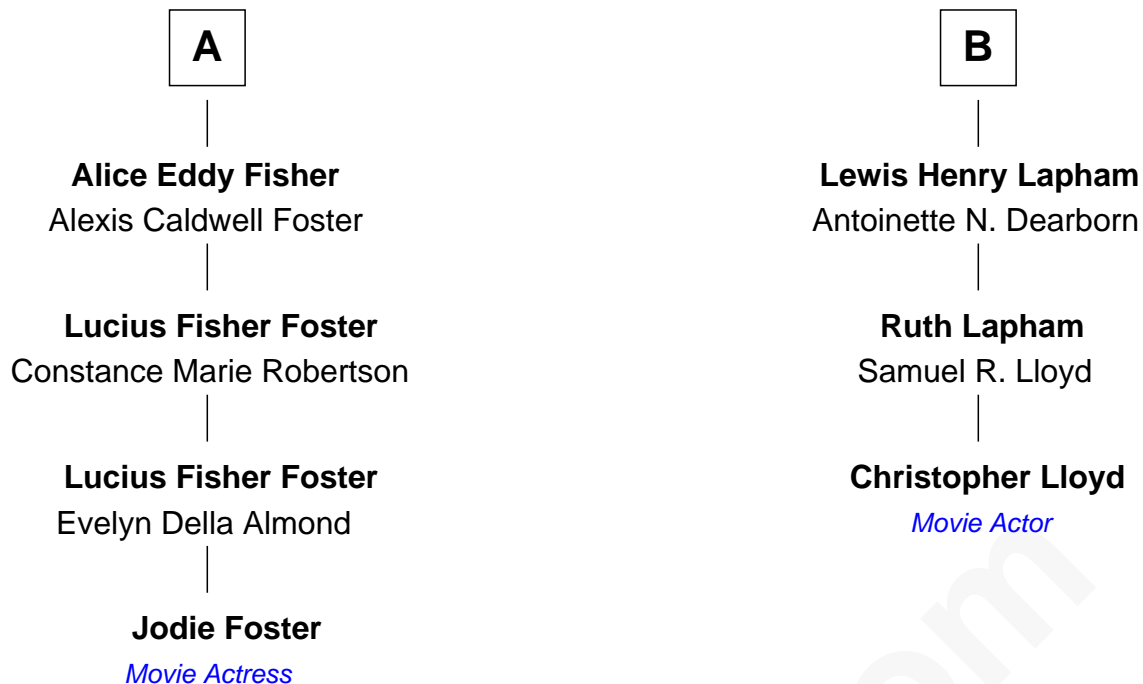 A
B
Alice Eddy Fisher
Alexis Caldwell Foster
Lewis Henry Lapham
Antoinette N. Dearborn
Lucius Fisher Foster
Constance Marie Robertson
Ruth Lapham
Samuel R. Lloyd
Lucius Fisher Foster
Evelyn Della Almond
Christopher Lloyd
Movie Actor
Jodie Foster
Movie Actress
om